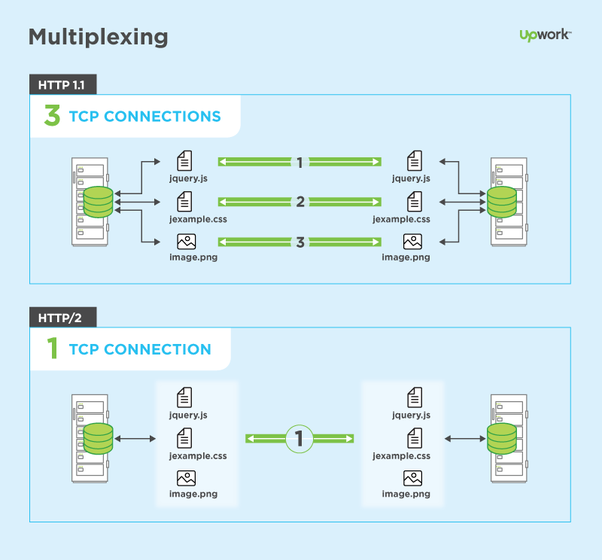 Multiplexing
Upwork™
HTTP 1.1
3 TCP CONNECTIONS
jquery.js
1
jquery.js
jexample.css
2
jexample.css
image.png
3
image.png
HTTP/2
1 TCP CONNECTION
jquery.js
jquery.js
jexample.css
1
jexample.css
image.png
image.png